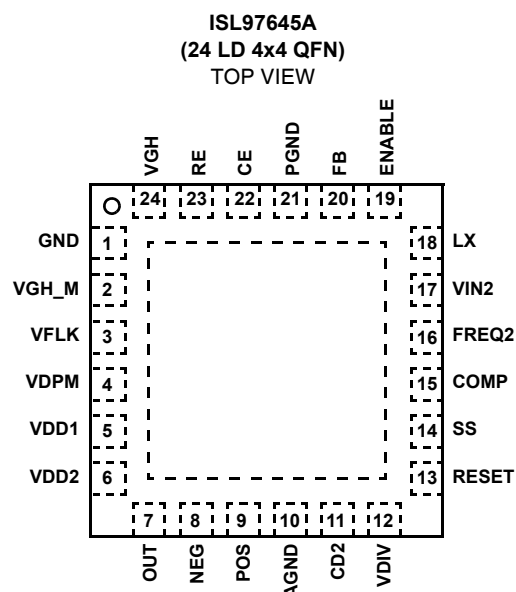 ISL97645A
(24 LD 4x4 QFN)
TOP VIEW
VGH
RE
CE
PGND
FB
ENABLE
24 23 22 21 20 19
GND 1 18 LX
VGH_M 2 17 VIN2
VFLK 3 16 FREQ2
VDPM 4 15 COMP
VDD1 5 14 SS
VDD2 6 13 RESET
7 8 9 10 11 12
OUT
NEG
POS
AGND
CD2
VDIV